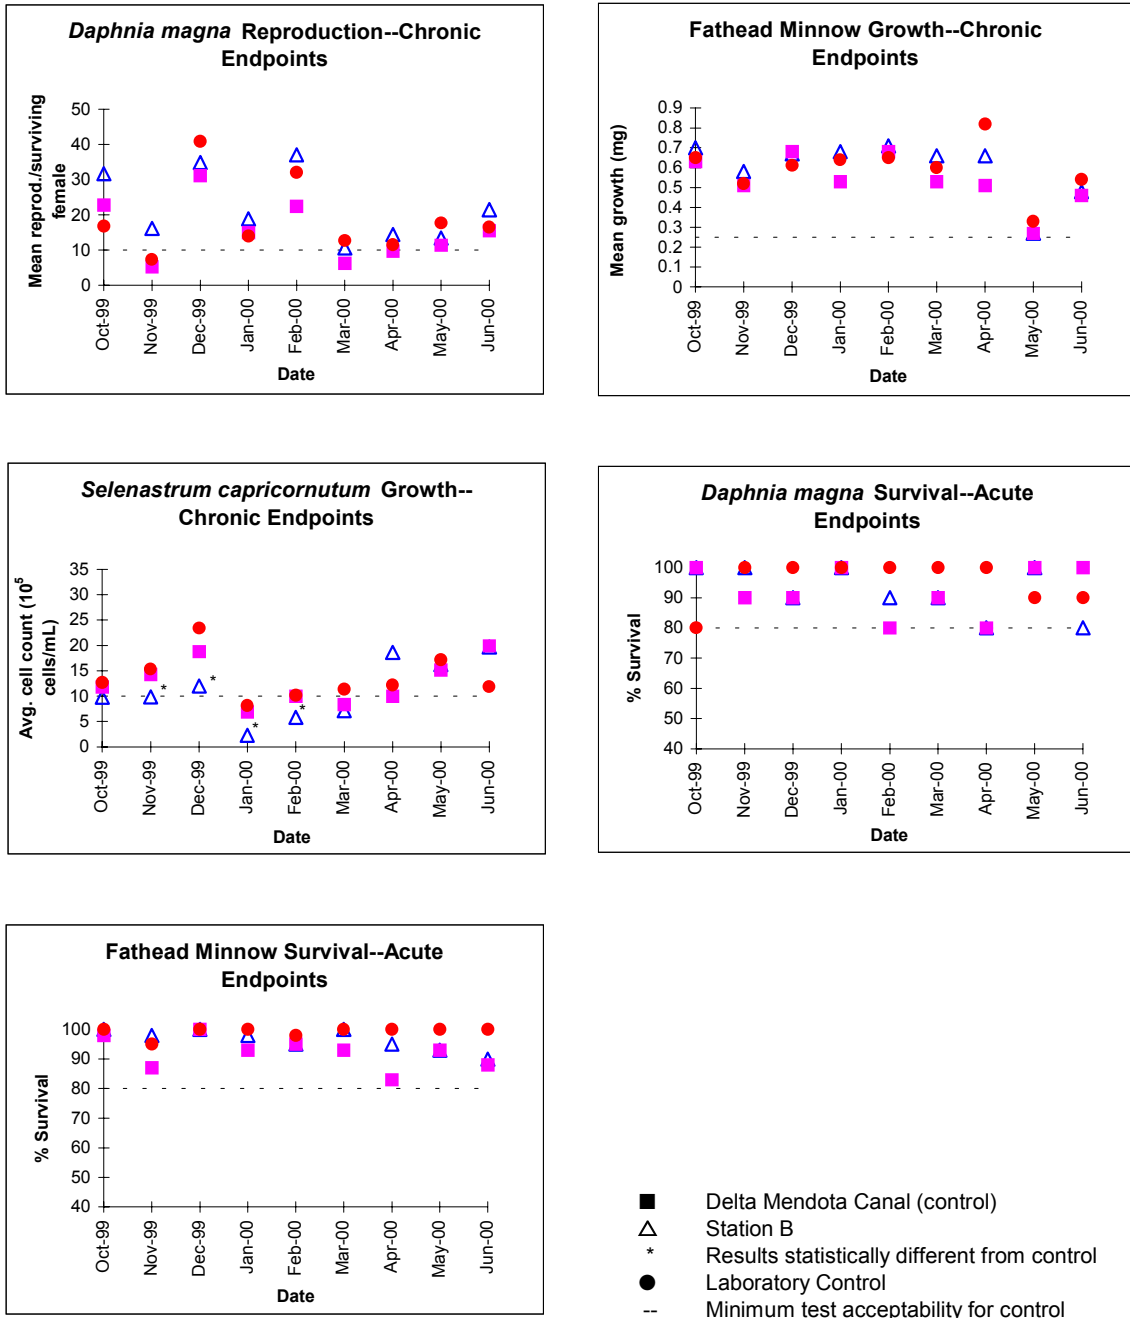 Daphnia magna Reproduction--Chronic
Endpoints
Mean reprod./surviving
female
50
40
30
20
10
0
Oct-99
Nov-99
Dec-99
Jan-00
Feb-00
Mar-00
Apr-00
May-00
Jun-00
Date
Fathead Minnow Growth--Chronic
Endpoints
Mean growth (mg)
0.9
0.8
0.7
0.6
0.5
0.4
0.3
0.2
0.1
0
Oct-99
Nov-99
Dec-99
Jan-00
Feb-00
Mar-00
Apr-00
May-00
Jun-00
Date
Selenastrum capricornutum Growth--
Chronic Endpoints
Avg. cell count (10⁵
cells/mL)
35
30
25
20
15
10
5
0
*
*
*
*
Oct-99
Nov-99
Dec-99
Jan-00
Feb-00
Mar-00
Apr-00
May-00
Jun-00
Date
Daphnia magna Survival--Acute
Endpoints
% Survival
100
90
80
70
60
50
40
Oct-99
Nov-99
Dec-99
Jan-00
Feb-00
Mar-00
Apr-00
May-00
Jun-00
Date
Fathead Minnow Survival--Acute
Endpoints
% Survival
100
90
80
70
60
50
40
Oct-99
Nov-99
Dec-99
Jan-00
Feb-00
Mar-00
Apr-00
May-00
Jun-00
Date
Delta Mendota Canal (control)
Station B
* Results statistically different from control
Laboratory Control
-- Minimum test acceptability for control